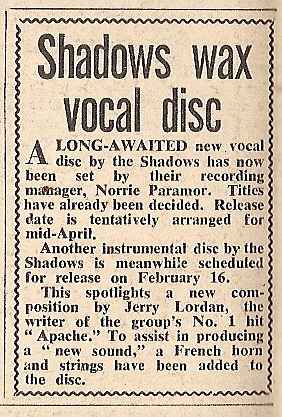 Shadows wax
vocal disc
A LONG-AWAITED new vocal
disc by the Shadows has now
been set by their recording
manager, Norrie Paramor. Titles
have already been decided. Release
date is tentatively arranged for
mid-April.
Another instrumental disc by the
Shadows is meanwhile scheduled
for release on February 16.
This spotlights a new com-
position by Jerry Lordan, the
writer of the group's No. 1 hit
"Apache." To assist in producing
a "new sound," a French horn
and strings have been added to
the disc.